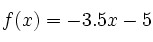 f(x) = −3.5x − 5